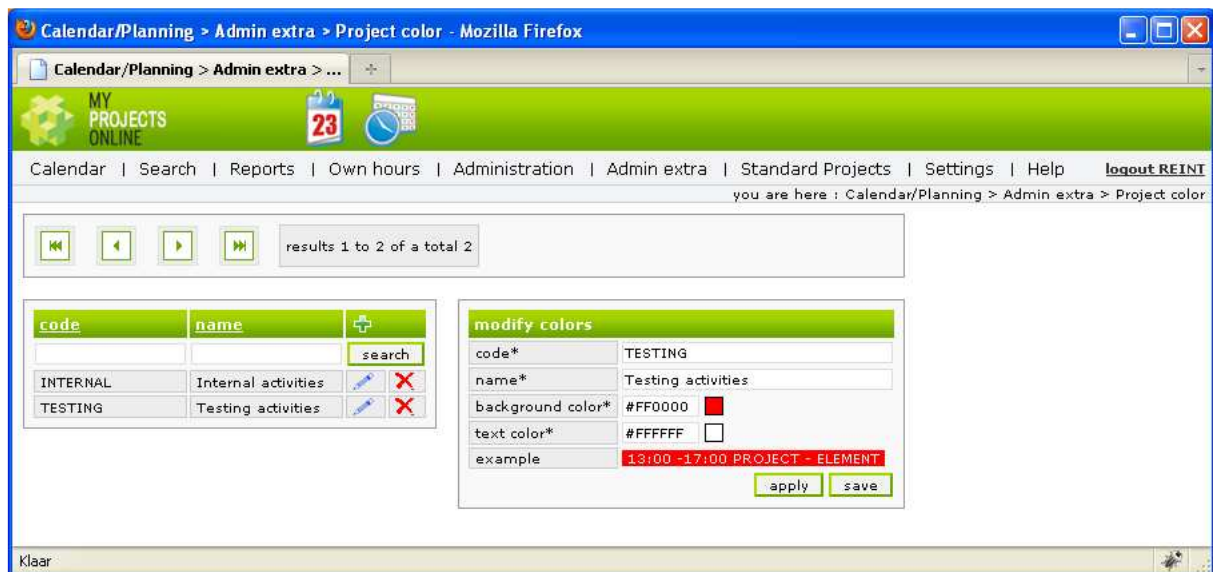 Calendar/Planning > Admin extra > Project color - Mozilla Firefox
Calendar/Planning > Admin extra > ...
MY
PROJECTS
ONLINE
23
Calendar | Search | Reports | Own hours | Administration | Admin extra | Standard Projects | Settings | Help logout REINT
you are here : Calendar/Planning > Admin extra > Project color
results 1 to 2 of a total 2
code name
search
INTERNAL Internal activities
TESTING Testing activities
modify colors
code* TESTING
name* Testing activities
background color* #FF0000
text color* #FFFFFF
example 13:00 -17:00 PROJECT - ELEMENT
apply save
Klaar